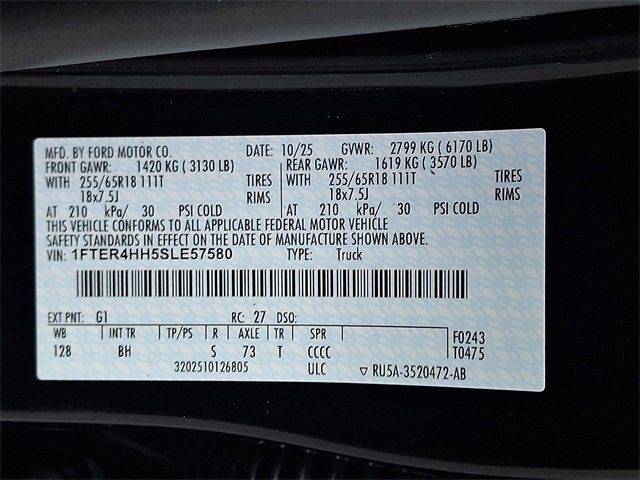 MFD. BY FORD MOTOR CO. DATE: 10/25 GVWR: 2799 KG (6170 LB)
FRONT GAWR: 1420 KG (3130 LB) REAR GAWR: 1619 KG (3570 LB)
WITH 255/65R18 111T TIRES WITH 255/65R18 111T TIRES
18x7.5J RIMS 18x7.5J RIMS
AT 210 kPa/ 30 PSI COLD AT 210 kPa/ 30 PSI COLD
THIS VEHICLE CONFORMS TO ALL APPLICABLE FEDERAL MOTOR VEHICLE
SAFETY STANDARDS IN EFFECT ON THE DATE OF MANUFACTURE SHOWN ABOVE.
VIN: 1FTER4HH5SLE57580 TYPE: Truck
EXT PNT: G1 RC: 27 DSO:
WB INT TR TP/PS R AXLE TR SPR F0243
128 BH S 73 T CCCC T0475
3202510126805 ULC ▽ RU5A-3520472-AB